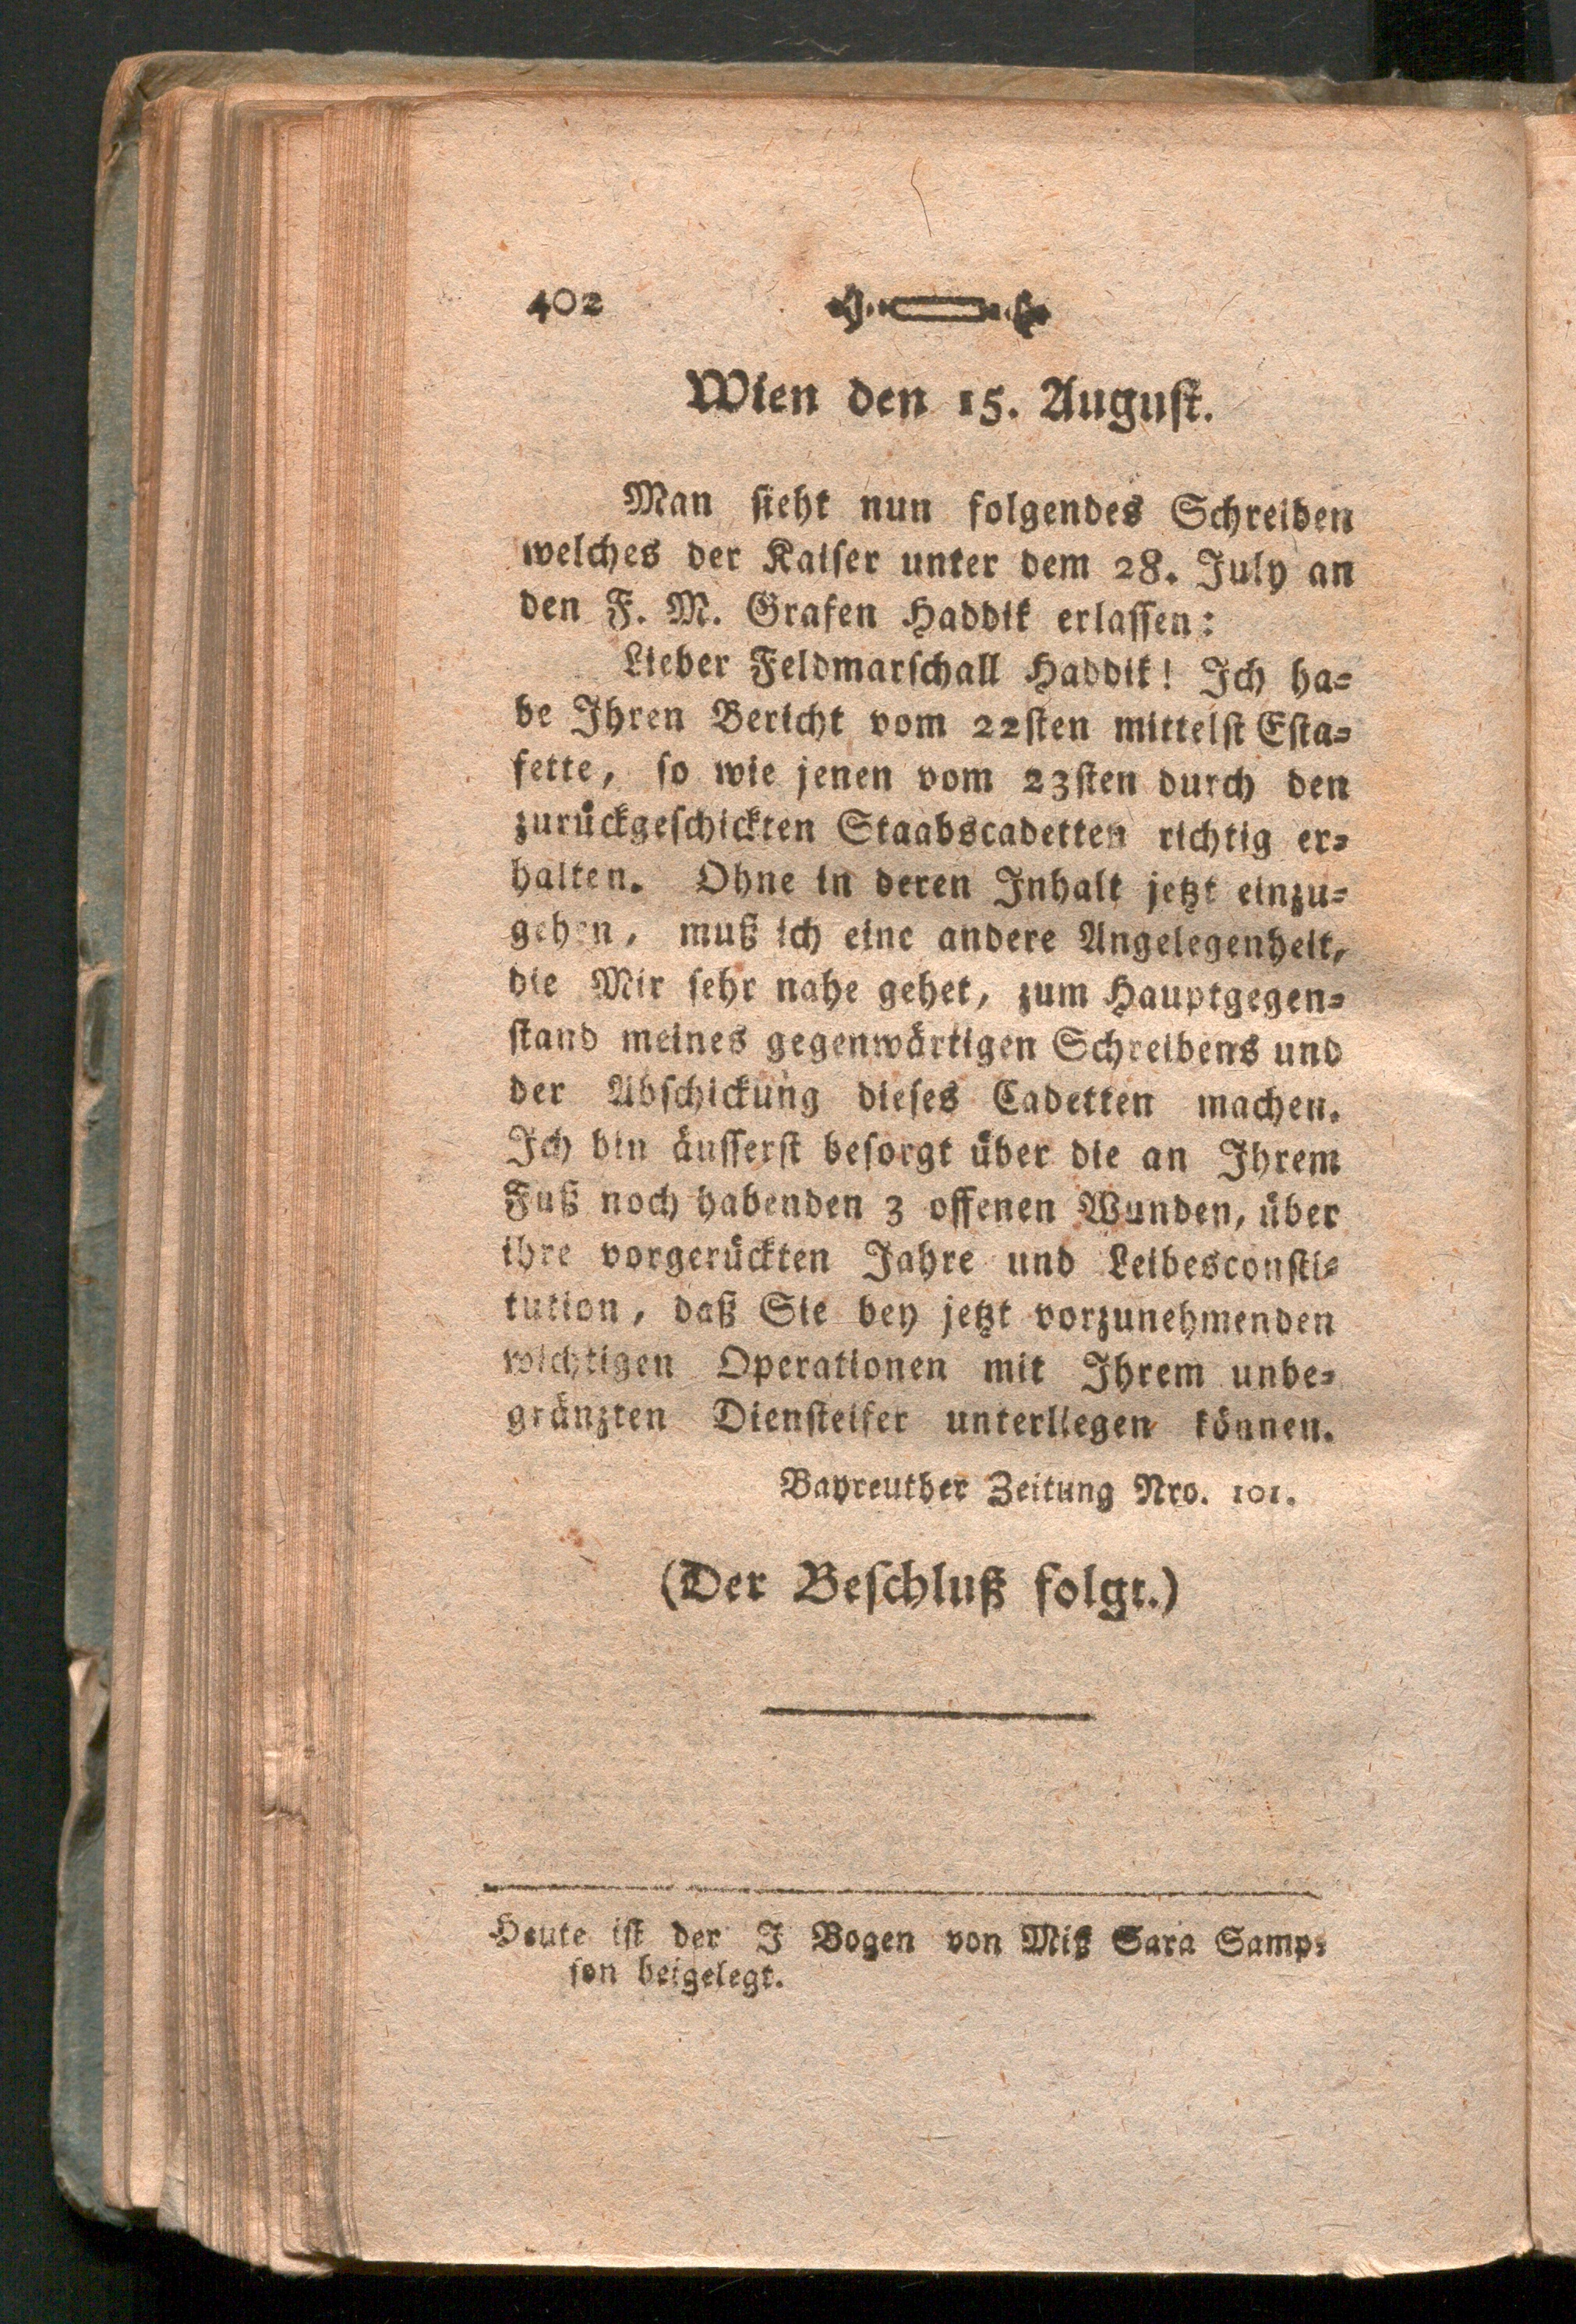 402
Wien den 15. August.
Man sieht nun folgendes Schreiben
welches der Kaiser unter dem 28. July an
den F. M. Grafen Haddik erlassen:
Lieber Feldmarschall Haddik! Ich ha=
be Ihren Bericht vom 22sten mittelst Esta=
fette, so wie jenen vom 23sten durch den
zurückgeschickten Staabscadetten richtig er=
halten. Ohne in deren Inhalt jetzt einzu=
gehen, muß ich eine andere Angelegenheit,
die Mir sehr nahe gehet, zum Hauptgegen=
stand meines gegenwärtigen Schreibens und
der Abschickung dieses Cadetten machen.
Ich bin äusserst besorgt über die an Ihrem
Fuß noch habenden 3 offenen Wunden, über
ihre vorgerückten Jahre und Leibesconsti=
tution, daß Sie bey jetzt vorzunehmenden
wichtigen Operationen mit Ihrem unbe=
gränzten Diensteifer unterliegen können.
Bayreuther Zeitung Nro. 101.
(Der Beschluß folgt.)
Heute ist der I Bogen von Miß Sara Samp=
son beigelegt.